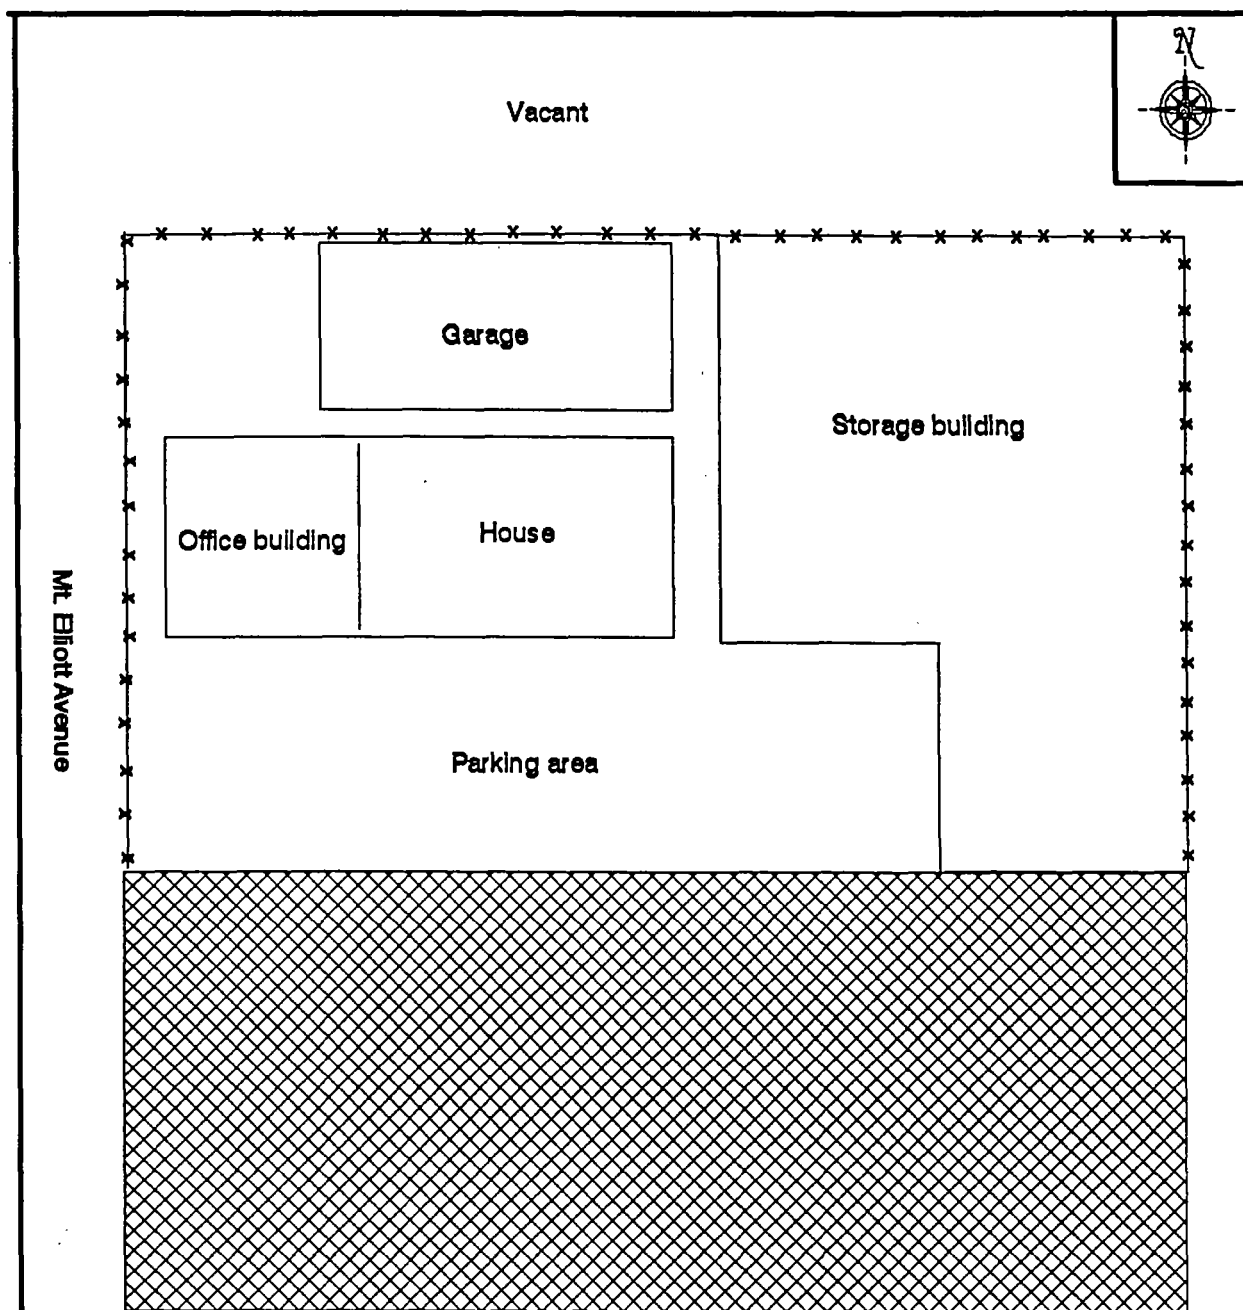 N
Vacant
Garage
Storage building
Office building
House
Mt. Elliott Avenue
Parking area